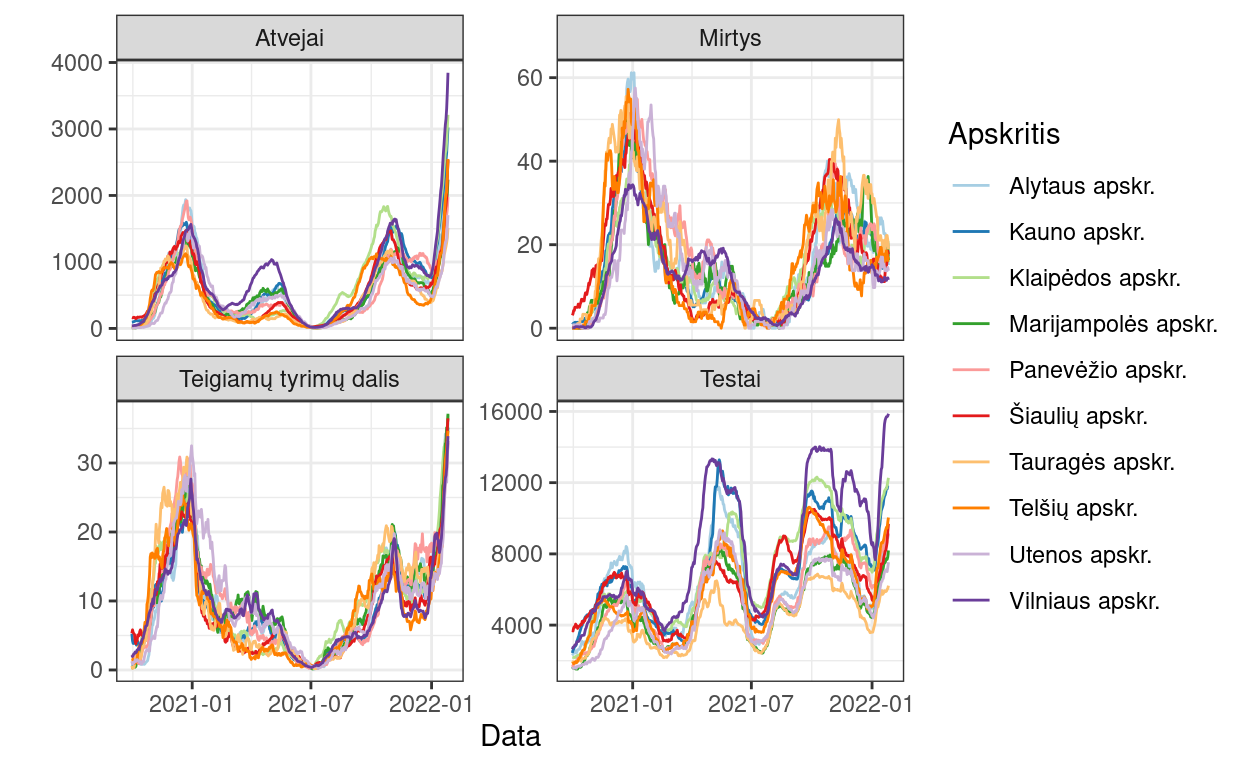 Atvejai
4000
3000
2000
1000
0
Mirtys
60
40
20
0
Teigiamų tyrimų dalis
30
20
10
0
2021-01 2021-07 2022-01
Testai
16000
12000
8000
4000
2021-01 2021-07 2022-01
Data
Apskritis
Alytaus apskr.
Kauno apskr.
Klaipėdos apskr.
Marijampolės apskr.
Panevėžio apskr.
Šiaulių apskr.
Tauragės apskr.
Telšių apskr.
Utenos apskr.
Vilniaus apskr.